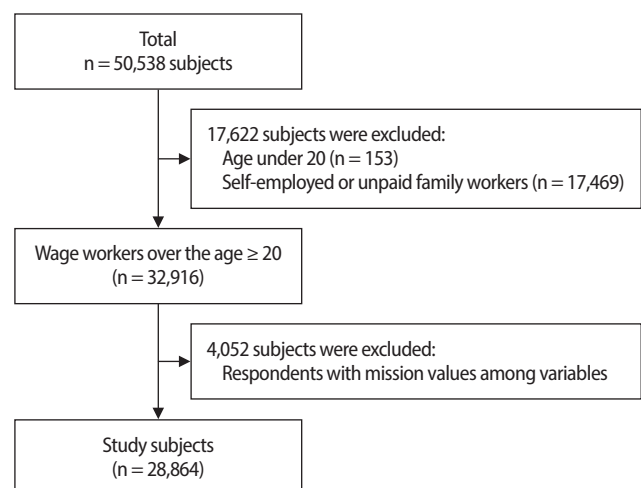 Total
n = 50,538 subjects
17,622 subjects were excluded:
Age under 20 (n = 153)
Self-employed or unpaid family workers (n = 17,469)
Wage workers over the age ≥ 20
(n = 32,916)
4,052 subjects were excluded:
Respondents with mission values among variables
Study subjects
(n = 28,864)